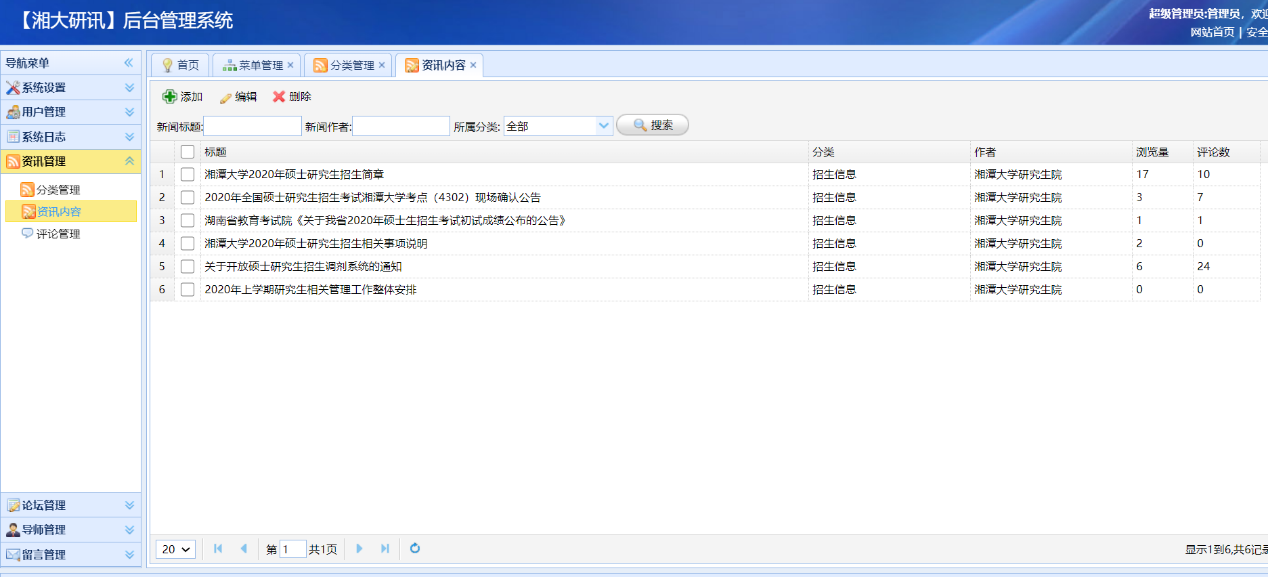 【湘大研讯】后台管理系统
超级管理员:管理员，欢迎
网站首页 | 安全
导航菜单
系统设置
用户管理
系统日志
资讯管理
分类管理
资讯内容
评论管理
论坛管理
导师管理
留言管理
首页 菜单管理 × 分类管理 × 资讯内容 ×
添加 编辑 删除
新闻标题: 新闻作者: 所属分类: 全部 搜索
标题 分类 作者 浏览量 评论数
1 湘潭大学2020年硕士研究生招生简章 招生信息 湘潭大学研究生院 17 10
2 2020年全国硕士研究生招生考试湘潭大学考点（4302）现场确认公告 招生信息 湘潭大学研究生院 3 7
3 湖南省教育考试院《关于我省2020年硕士生招生考试初试成绩公布的公告》 招生信息 湘潭大学研究生院 1 1
4 湘潭大学2020年硕士研究生招生相关事项说明 招生信息 湘潭大学研究生院 2 0
5 关于开放硕士研究生招生调剂系统的通知 招生信息 湘潭大学研究生院 6 24
6 2020年上学期研究生相关管理工作整体安排 招生信息 湘潭大学研究生院 0 0
20 第 1 共1页 显示1到6,共6记录